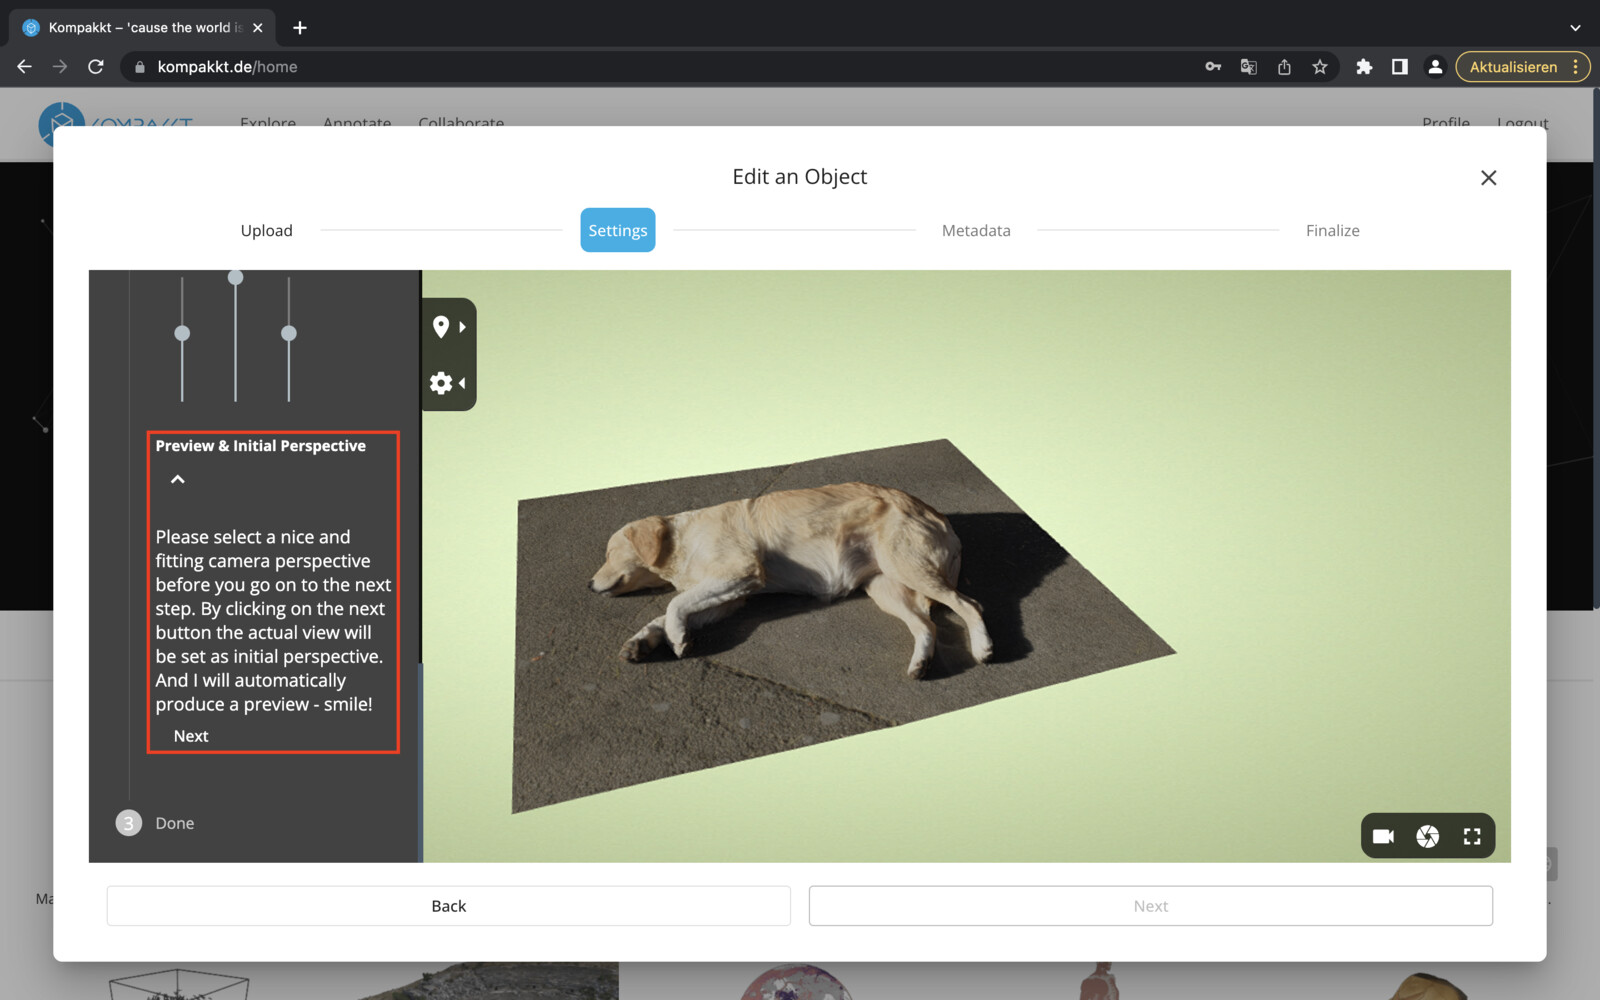 Kompakkt – 'cause the world is
kompakkt.de/home
Aktualisieren
KOMPAKKT
Explore
Annotate
Collaborate
Profile
Logout
Edit an Object
Upload
Settings
Metadata
Finalize
Preview & Initial Perspective
Please select a nice and
fitting camera perspective
before you go on to the next
step. By clicking on the next
button the actual view will
be set as initial perspective.
And I will automatically
produce a preview - smile!
Next
3 Done
Back
Next